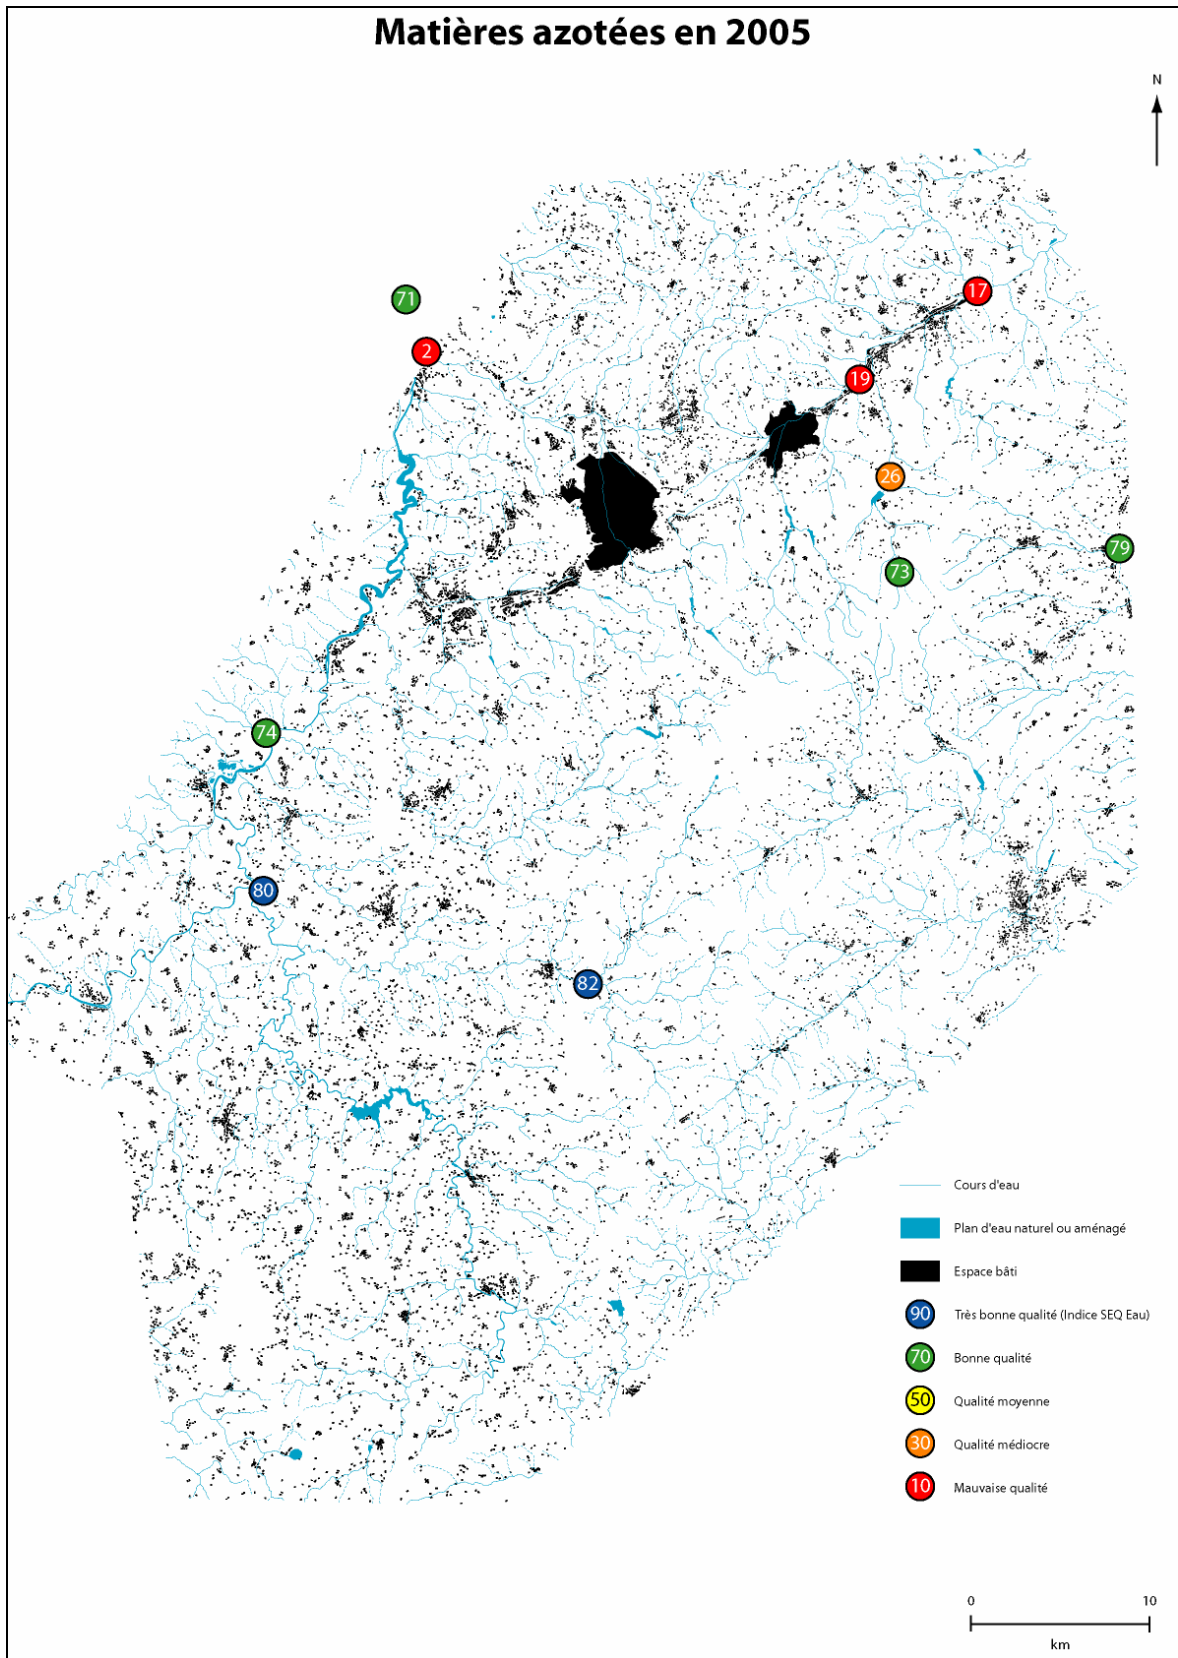 Matières azotées en 2005
N
17
71
2
19
26
79
73
74
80
82
Cours d'eau
Plan d'eau naturel ou aménagé
Espace bâti
90 Très bonne qualité (Indice SEQ Eau)
70 Bonne qualité
50 Qualité moyenne
30 Qualité médiocre
10 Mauvaise qualité
0 10
km